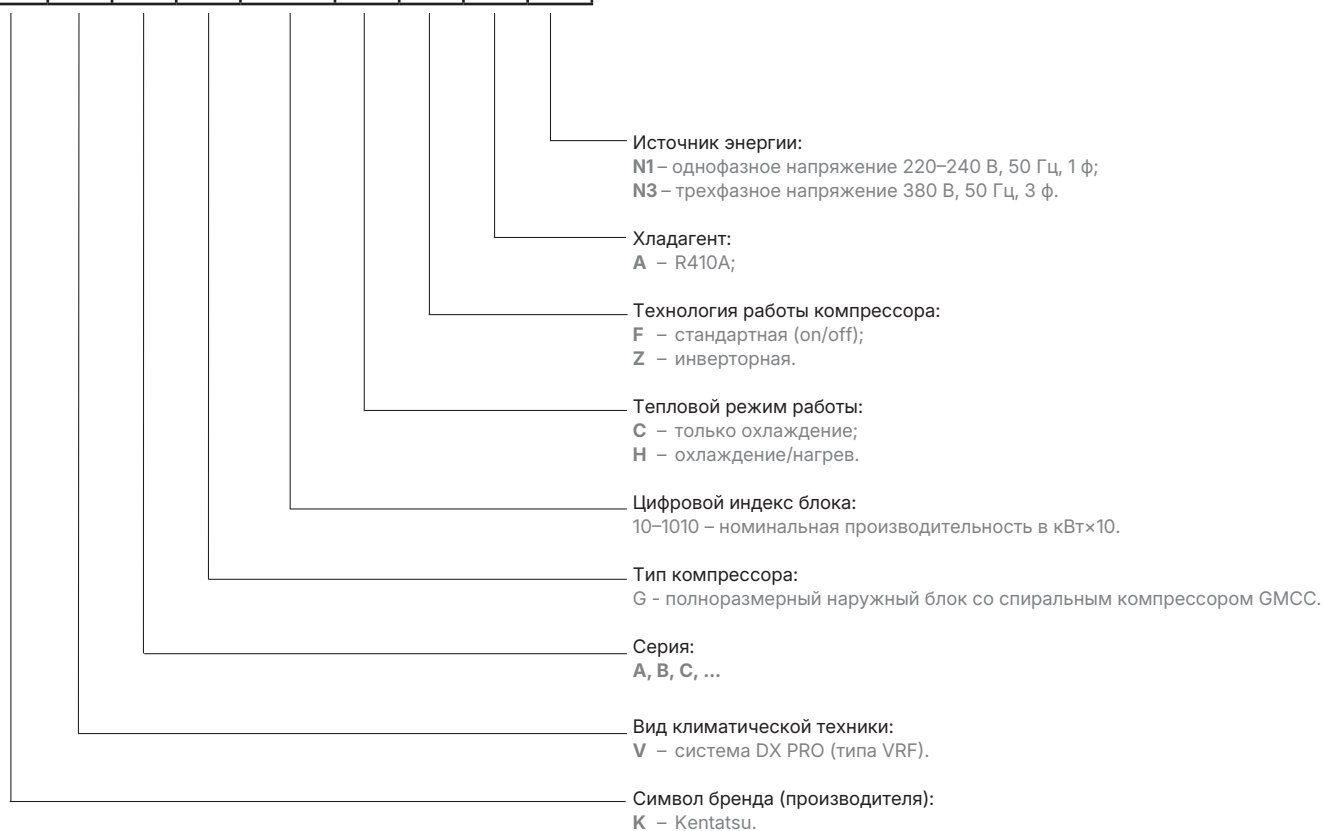 Источник энергии:
N1 – однофазное напряжение 220–240 В, 50 Гц, 1 ф;
N3 – трехфазное напряжение 380 В, 50 Гц, 3 ф.
Хладагент:
A – R410A;
Технология работы компрессора:
F – стандартная (on/off);
Z – инверторная.
Тепловой режим работы:
C – только охлаждение;
H – охлаждение/нагрев.
Цифровой индекс блока:
10–1010 – номинальная производительность в кВт×10.
Тип компрессора:
G - полноразмерный наружный блок со спиральным компрессором GMCC.
Серия:
A, B, C, ...
Вид климатической техники:
V – система DX PRO (типа VRF).
Символ бренда (производителя):
K – Kentatsu.